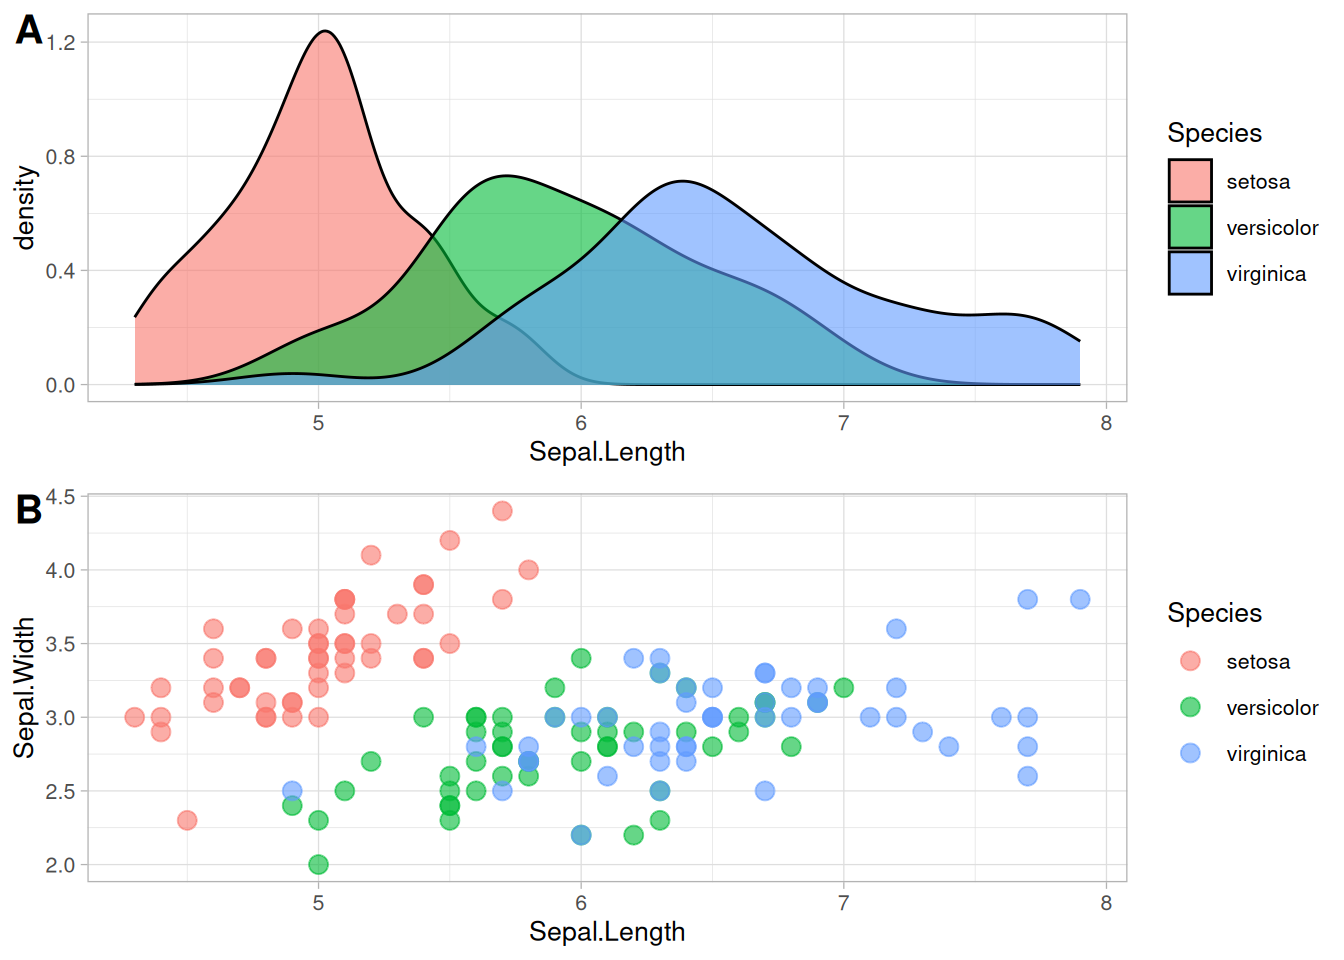 A
1.2
0.8
0.4
0.0
density
5 6 7 8
Sepal.Length
Species
setosa
versicolor
virginica
B
4.5
4.0
3.5
3.0
2.5
2.0
Sepal.Width
5 6 7 8
Sepal.Length
Species
setosa
versicolor
virginica